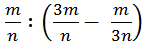 m/n : (3m/n - m/3n)